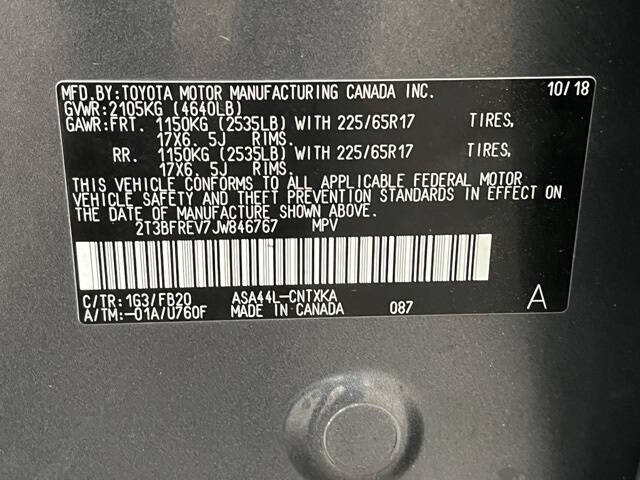 MFD.BY:TOYOTA MOTOR MANUFACTURING CANADA INC. 10/18
GVWR:2105KG (4640LB)
GAWR:FRT. 1150KG (2535LB) WITH 225/65R17 TIRES,
17X6. 5J RIMS.
RR. 1150KG (2535LB) WITH 225/65R17 TIRES,
17X6. 5J RIMS.
THIS VEHICLE CONFORMS TO ALL APPLICABLE FEDERAL MOTOR
VEHICLE SAFETY AND THEFT PREVENTION STANDARDS IN EFFECT ON
THE DATE OF MANUFACTURE SHOWN ABOVE.
2T3BFREV7JW846767 MPV
C/TR:1G3/FB20 ASA44L-CNTXKA
A/TM:-01A/U760F MADE IN CANADA 087 A